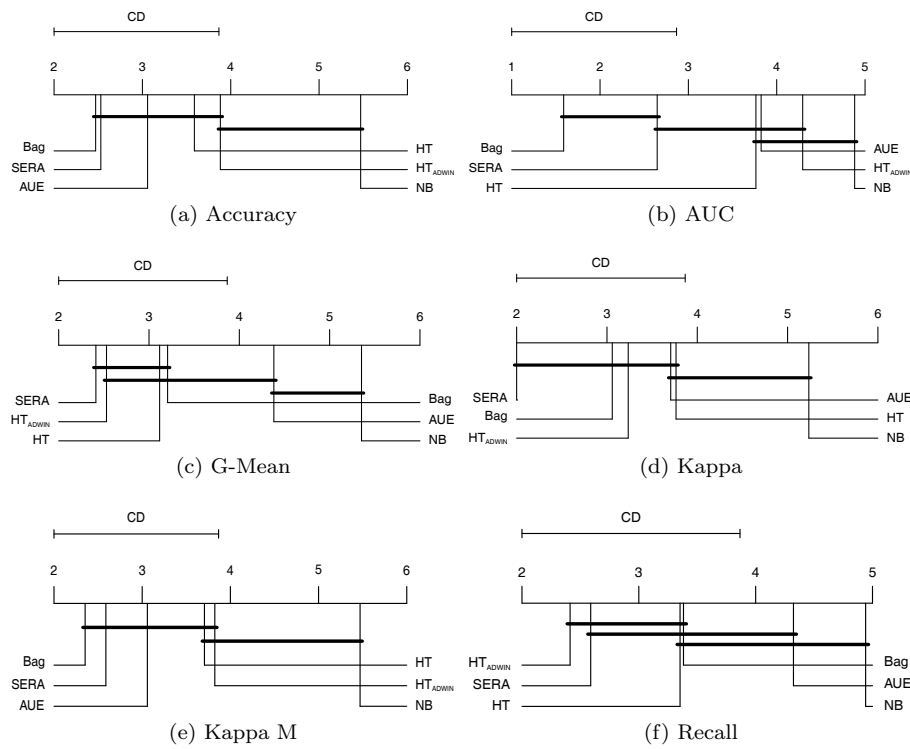 CD
2 3 4 5 6
Bag HT
SERA HT_ADWIN
AUE NB
(a) Accuracy
CD
1 2 3 4 5
Bag AUE
SERA HT_ADWIN
HT NB
(b) AUC
CD
2 3 4 5 6
SERA Bag
HT_ADWIN AUE
HT NB
(c) G-Mean
CD
2 3 4 5 6
SERA AUE
Bag HT
HT_ADWIN NB
(d) Kappa
CD
2 3 4 5 6
Bag HT
SERA HT_ADWIN
AUE NB
(e) Kappa M
CD
2 3 4 5
HT_ADWIN Bag
SERA AUE
HT NB
(f) Recall